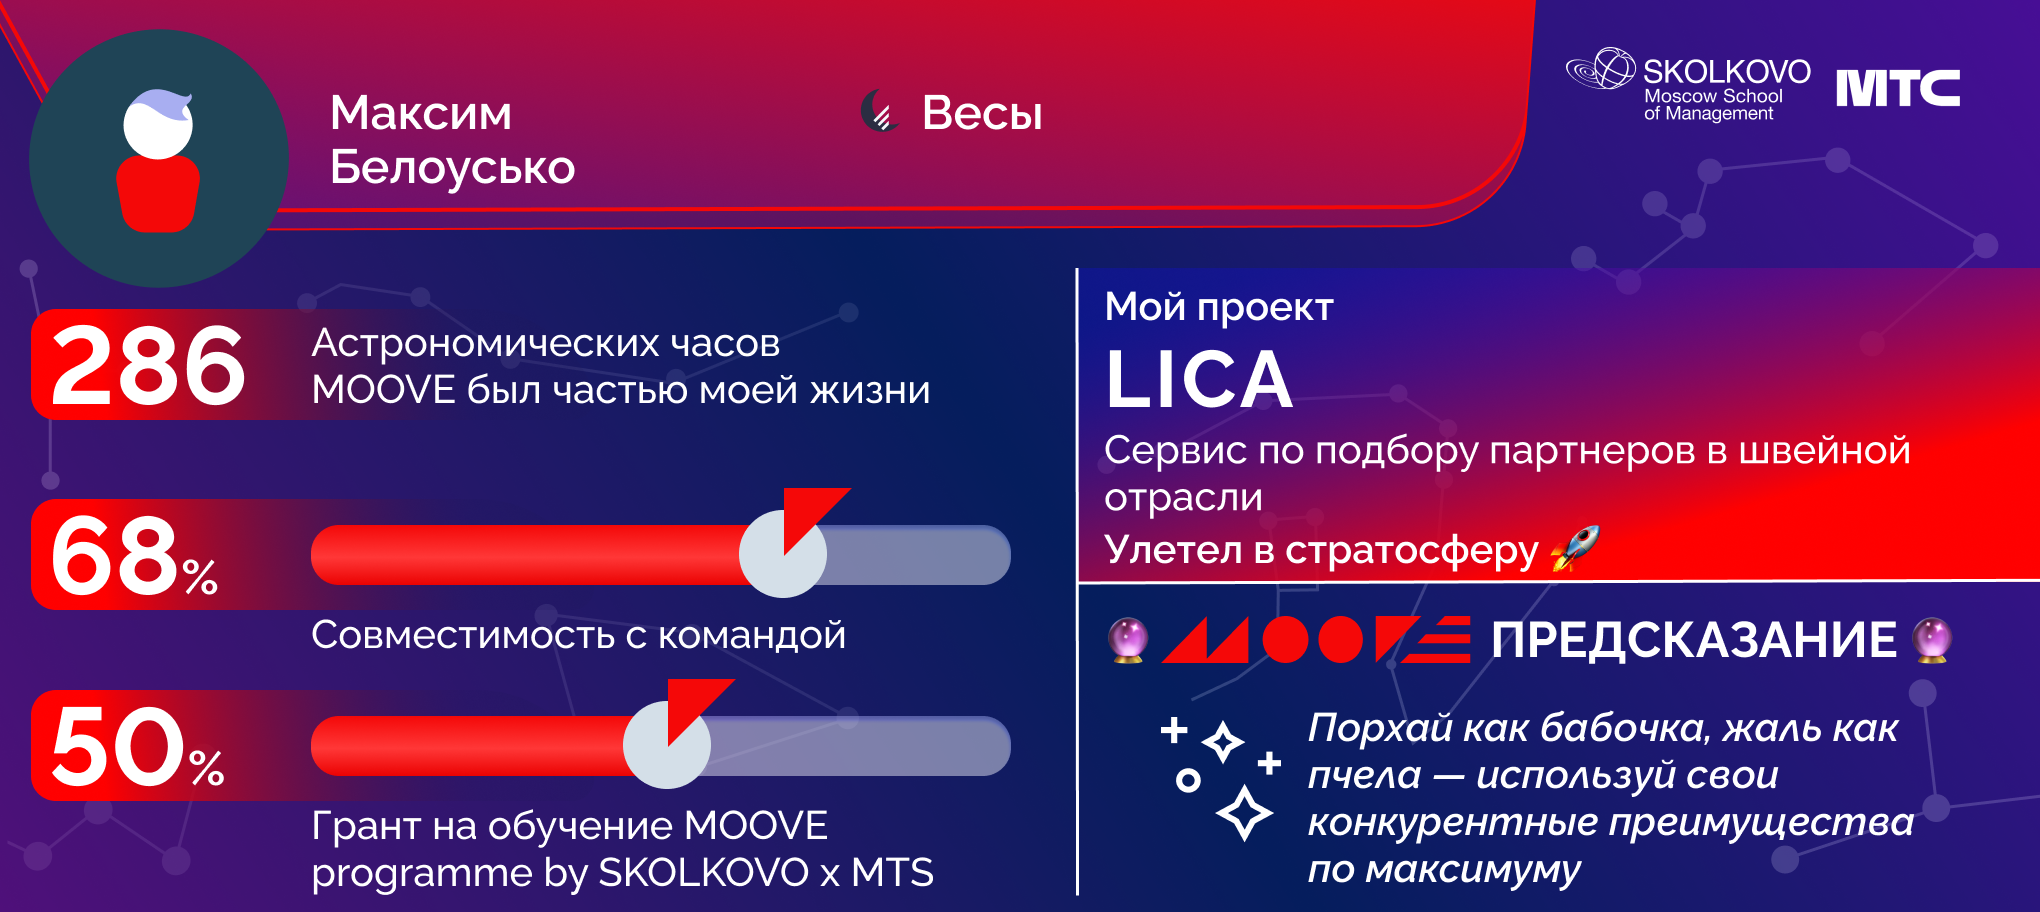 Максим
Белоусько
Весы
SKOLKOVO
Moscow School
of Management
МТС
286
Астрономических часов
MOOVE был частью моей жизни
68%
Совместимость с командой
50%
Грант на обучение MOOVE
programme by SKOLKOVO x MTS
Мой проект
LICA
Сервис по подбору партнеров в швейной
отрасли
Улетел в стратосферу 🚀
🔮 MOOVE ПРЕДСКАЗАНИЕ 🔮
Порхай как бабочка, жаль как
пчела — используй свои
конкурентные преимущества
по максимуму